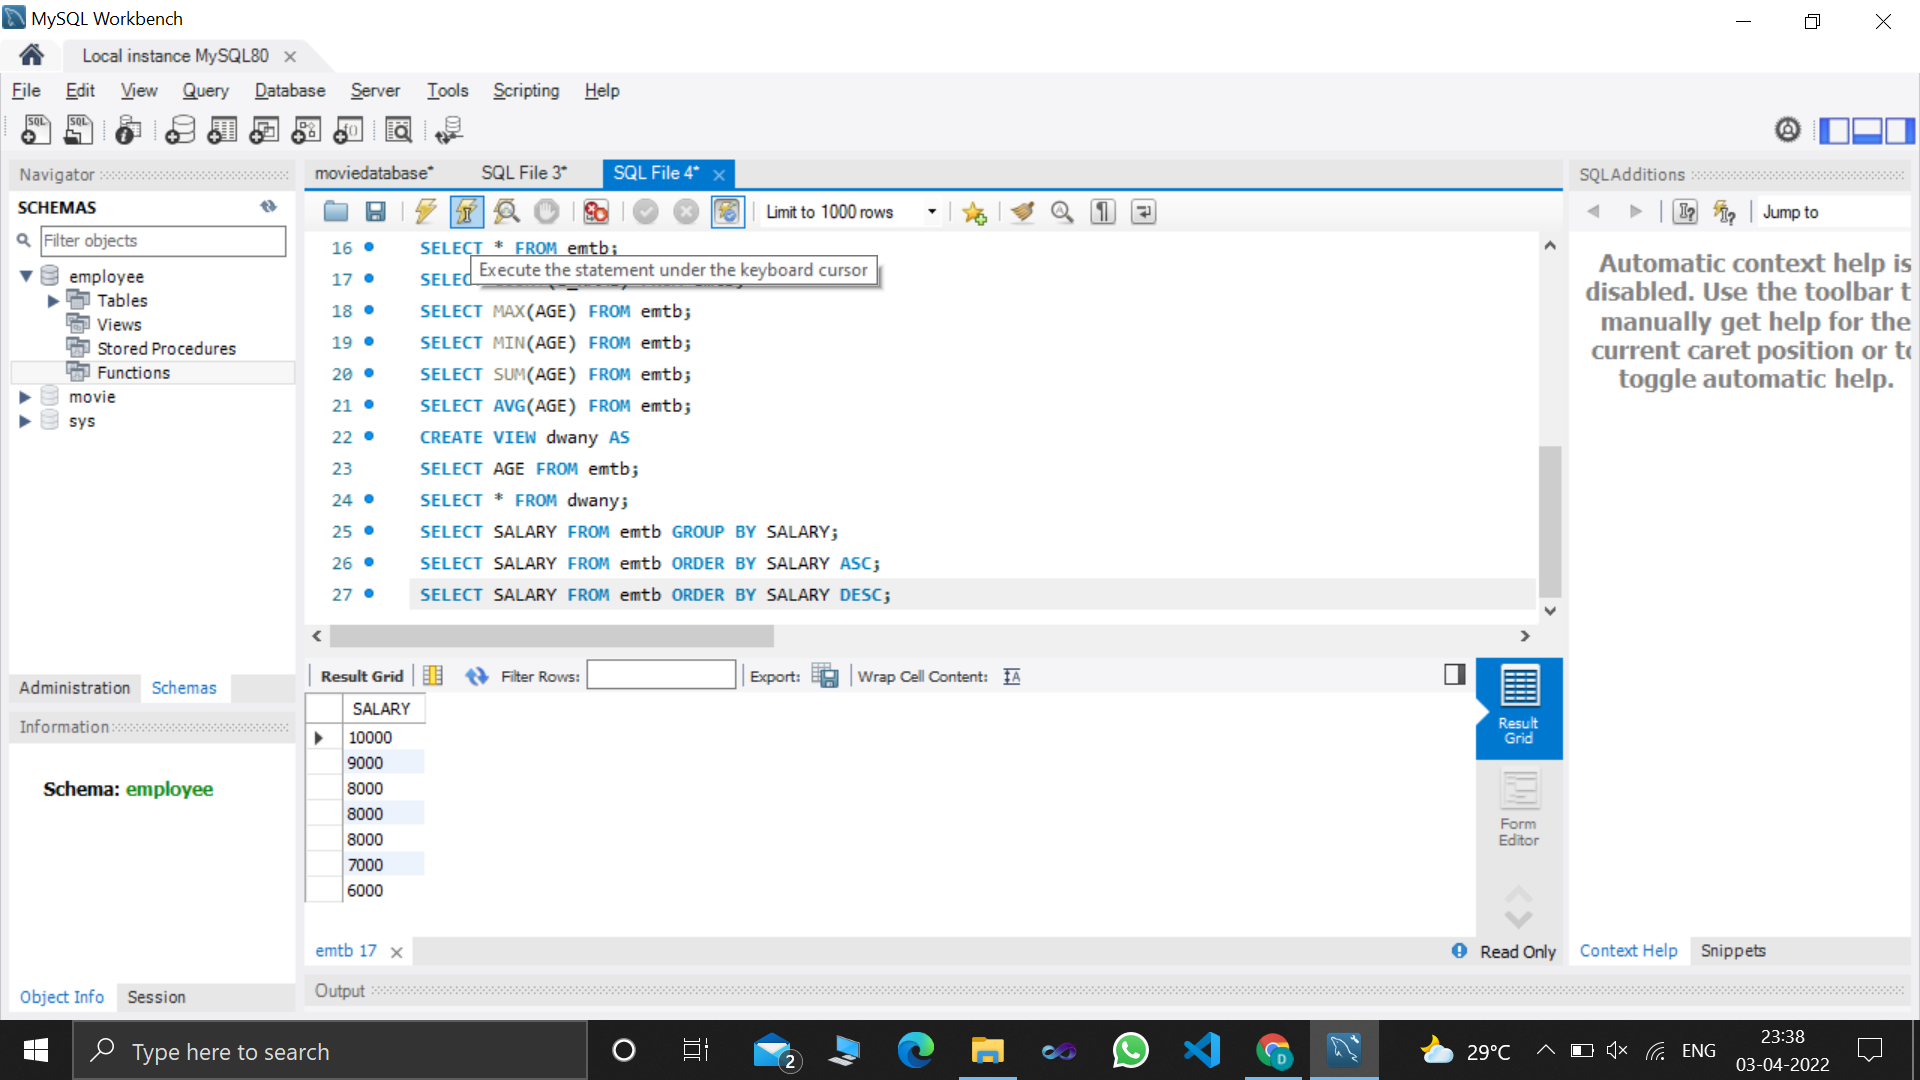 MySQL Workbench
Local instance MySQL80
File Edit View Query Database Server Tools Scripting Help
Navigator
SCHEMAS
Filter objects
employee
Tables
Views
Stored Procedures
Functions
movie
sys
Administration Schemas
Information
Schema: employee
Object Info Session
moviedatabase* SQL File 3* SQL File 4*
Limit to 1000 rows
16 SELECT * FROM emtb;
Execute the statement under the keyboard cursor
17 SELEC
18 SELECT MAX(AGE) FROM emtb;
19 SELECT MIN(AGE) FROM emtb;
20 SELECT SUM(AGE) FROM emtb;
21 SELECT AVG(AGE) FROM emtb;
22 CREATE VIEW dwany AS
23 SELECT AGE FROM emtb;
24 SELECT * FROM dwany;
25 SELECT SALARY FROM emtb GROUP BY SALARY;
26 SELECT SALARY FROM emtb ORDER BY SALARY ASC;
27 SELECT SALARY FROM emtb ORDER BY SALARY DESC;
Result Grid Filter Rows: Export: Wrap Cell Content:
SALARY
10000
9000
8000
8000
8000
7000
6000
Result
Grid
Form
Editor
emtb 17
Read Only
Output
SQLAdditions
Jump to
Automatic context help is
disabled. Use the toolbar t
manually get help for the
current caret position or to
toggle automatic help.
Context Help Snippets
Type here to search
2
29°C
ENG
23:38
03-04-2022